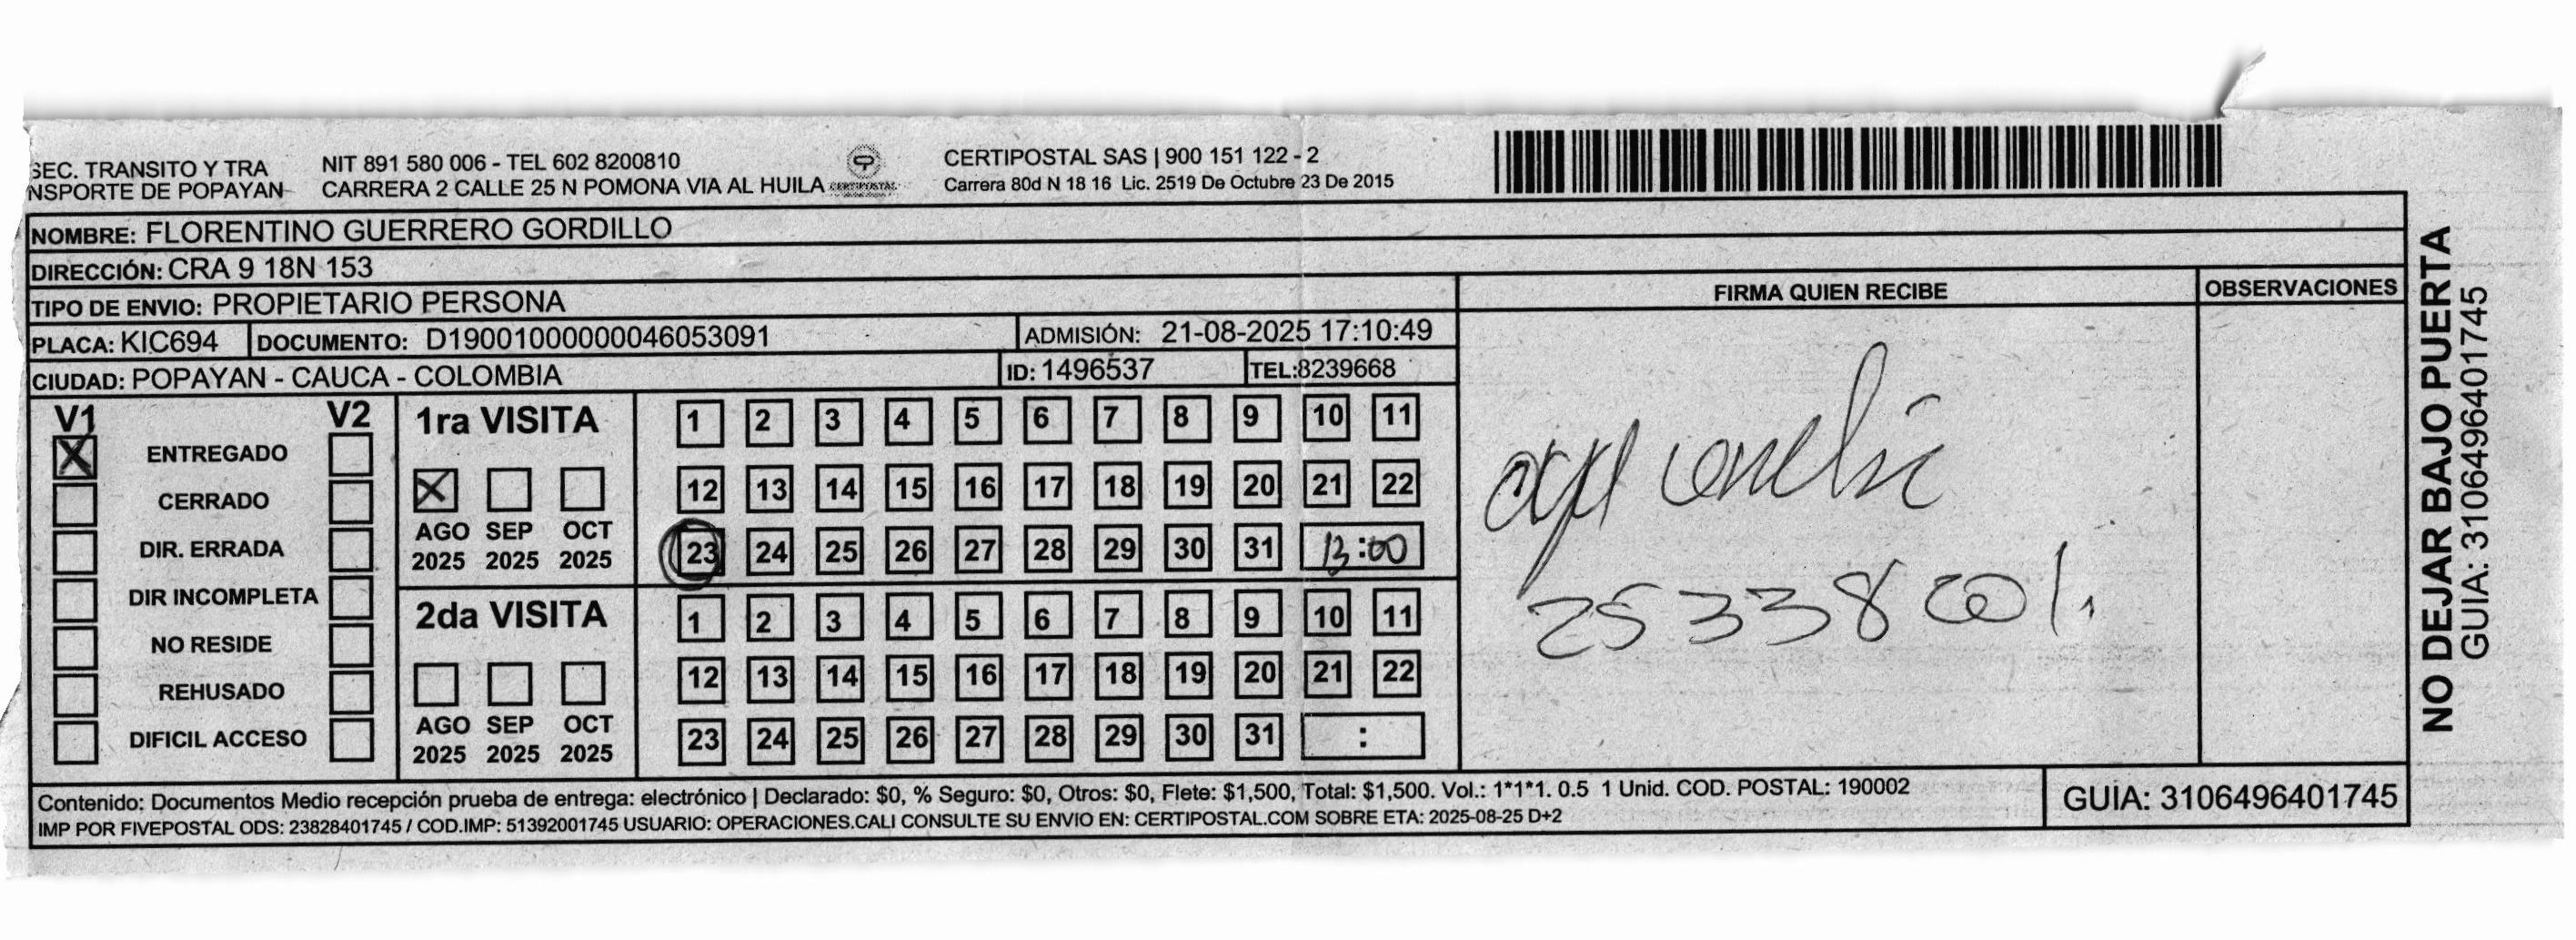 SEC. TRANSITO Y TRA
NSPORTE DE POPAYAN
NIT 891 580 006 - TEL 602 8200810
CARRERA 2 CALLE 25 N POMONA VIA AL HUILA
CERTIPOSTAL
CERTIPOSTAL SAS | 900 151 122 - 2
Carrera 80d N 18 16 Lic. 2519 De Octubre 23 De 2015
NOMBRE: FLORENTINO GUERRERO GORDILLO
DIRECCIÓN: CRA 9 18N 153
TIPO DE ENVIO: PROPIETARIO PERSONA
PLACA: KIC694 DOCUMENTO: D19001000000046053091 ADMISIÓN: 21-08-2025 17:10:49
CIUDAD: POPAYAN - CAUCA - COLOMBIA ID: 1496537 TEL:8239668
FIRMA QUIEN RECIBE
OBSERVACIONES
V1 V2
X ENTREGADO
CERRADO
DIR. ERRADA
DIR INCOMPLETA
NO RESIDE
REHUSADO
DIFICIL ACCESO
1ra VISITA
X
AGO SEP OCT
2025 2025 2025
1 2 3 4 5 6 7 8 9 10 11
12 13 14 15 16 17 18 19 20 21 22
23 24 25 26 27 28 29 30 31 13:00
2da VISITA
AGO SEP OCT
2025 2025 2025
1 2 3 4 5 6 7 8 9 10 11
12 13 14 15 16 17 18 19 20 21 22
23 24 25 26 27 28 29 30 31 :
Contenido: Documentos Medio recepción prueba de entrega: electrónico | Declarado: $0, % Seguro: $0, Otros: $0, Flete: $1,500, Total: $1,500. Vol.: 1*1*1. 0.5 1 Unid. COD. POSTAL: 190002
IMP POR FIVEPOSTAL ODS: 23828401745 / COD.IMP: 51392001745 USUARIO: OPERACIONES.CALI CONSULTE SU ENVIO EN: CERTIPOSTAL.COM SOBRE ETA: 2025-08-25 D+2
GUIA: 3106496401745
NO DEJAR BAJO PUERTA
GUIA: 3106496401745